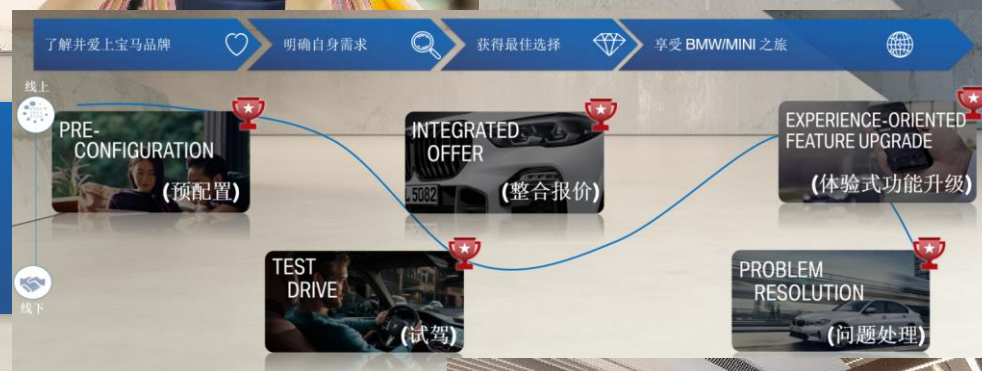 了解并爱上宝马品牌
明确自身需求
获得最佳选择
享受 BMW/MINI 之旅
线上
PRE-
CONFIGURATION
(预配置)
INTEGRATED
OFFER
L 5082
(整合报价)
EXPERIENCE-ORIENTED
FEATURE UPGRADE
(体验式功能升级)
TEST
DRIVE
(试驾)
PROBLEM
RESOLUTION
(问题处理)
线下